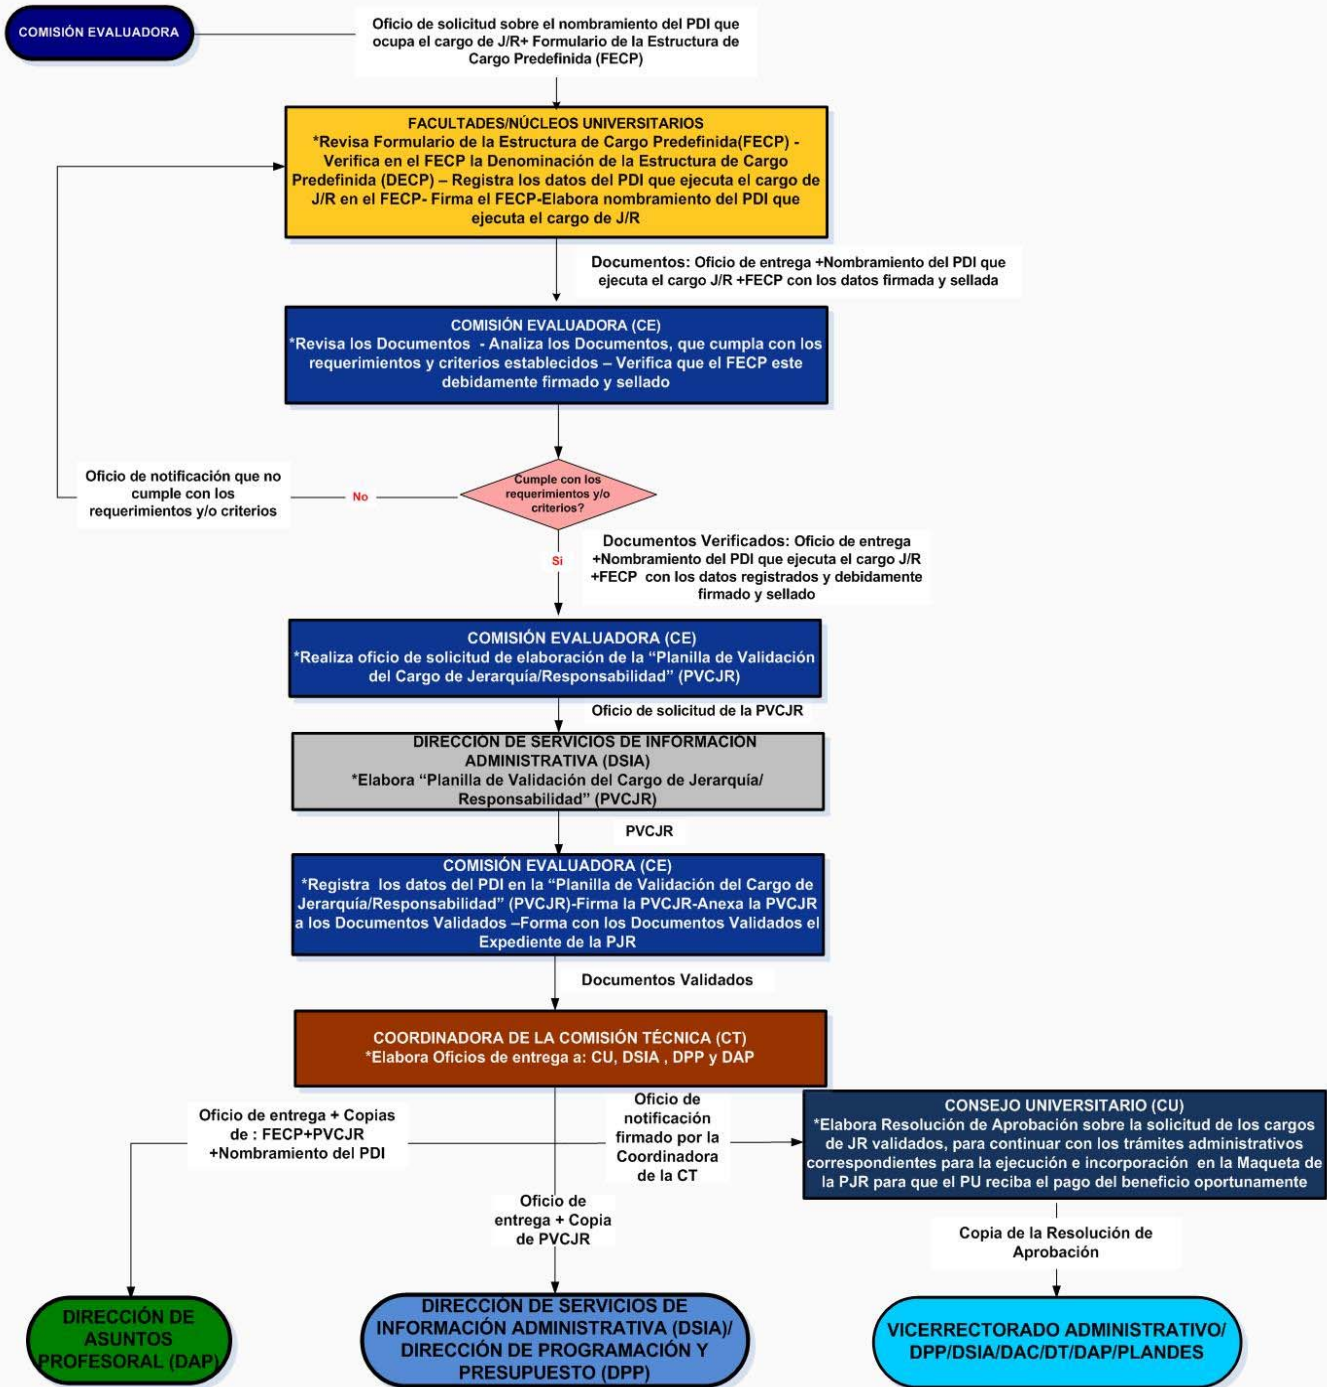 COMISIÓN EVALUADORA
Oficio de solicitud sobre el nombramiento del PDI que
ocupa el cargo de J/R+ Formulario de la Estructura de
Cargo Predefinida (FECP)
FACULTADES/NÚCLEOS UNIVERSITARIOS
*Revisa Formulario de la Estructura de Cargo Predefinida(FECP) -
Verifica en el FECP la Denominación de la Estructura de Cargo
Predefinida (DECP) – Registra los datos del PDI que ejecuta el cargo de
J/R en el FECP- Firma el FECP-Elabora nombramiento del PDI que
ejecuta el cargo de J/R
Documentos: Oficio de entrega +Nombramiento del PDI que
ejecuta el cargo J/R +FECP con los datos firmada y sellada
COMISIÓN EVALUADORA (CE)
*Revisa los Documentos - Analiza los Documentos, que cumpla con los
requerimientos y criterios establecidos – Verifica que el FECP este
debidamente firmado y sellado
Cumple con los
requerimientos y/o
criterios?
No
Oficio de notificación que no
cumple con los
requerimientos y/o criterios
Si
Documentos Verificados: Oficio de entrega
+Nombramiento del PDI que ejecuta el cargo J/R
+FECP con los datos registrados y debidamente
firmado y sellado
COMISIÓN EVALUADORA (CE)
*Realiza oficio de solicitud de elaboración de la “Planilla de Validación
del Cargo de Jerarquía/Responsabilidad” (PVCJR)
Oficio de solicitud de la PVCJR
DIRECCIÓN DE SERVICIOS DE INFORMACIÓN
ADMINISTRATIVA (DSIA)
*Elabora “Planilla de Validación del Cargo de Jerarquía/
Responsabilidad” (PVCJR)
PVCJR
COMISIÓN EVALUADORA (CE)
*Registra los datos del PDI en la “Planilla de Validación del Cargo de
Jerarquía/Responsabilidad” (PVCJR)-Firma la PVCJR-Anexa la PVCJR
a los Documentos Validados –Forma con los Documentos Validados el
Expediente de la PJR
Documentos Validados
COORDINADORA DE LA COMISIÓN TÉCNICA (CT)
*Elabora Oficios de entrega a: CU, DSIA , DPP y DAP
Oficio de entrega + Copias
de : FECP+PVCJR
+Nombramiento del PDI
Oficio de
notificación
firmado por la
Coordinadora
de la CT
Oficio de
entrega + Copia
de PVCJR
CONSEJO UNIVERSITARIO (CU)
*Elabora Resolución de Aprobación sobre la solicitud de los cargos
de JR validados, para continuar con los trámites administrativos
correspondientes para la ejecución e incorporación en la Maqueta de
la PJR para que el PU reciba el pago del beneficio oportunamente
Copia de la Resolución de
Aprobación
DIRECCIÓN DE
ASUNTOS
PROFESORAL (DAP)
DIRECCIÓN DE SERVICIOS DE
INFORMACIÓN ADMINISTRATIVA (DSIA)/
DIRECCIÓN DE PROGRAMACIÓN Y
PRESUPUESTO (DPP)
VICERRECTORADO ADMINISTRATIVO/
DPP/DSIA/DAC/DT/DAP/PLANDES